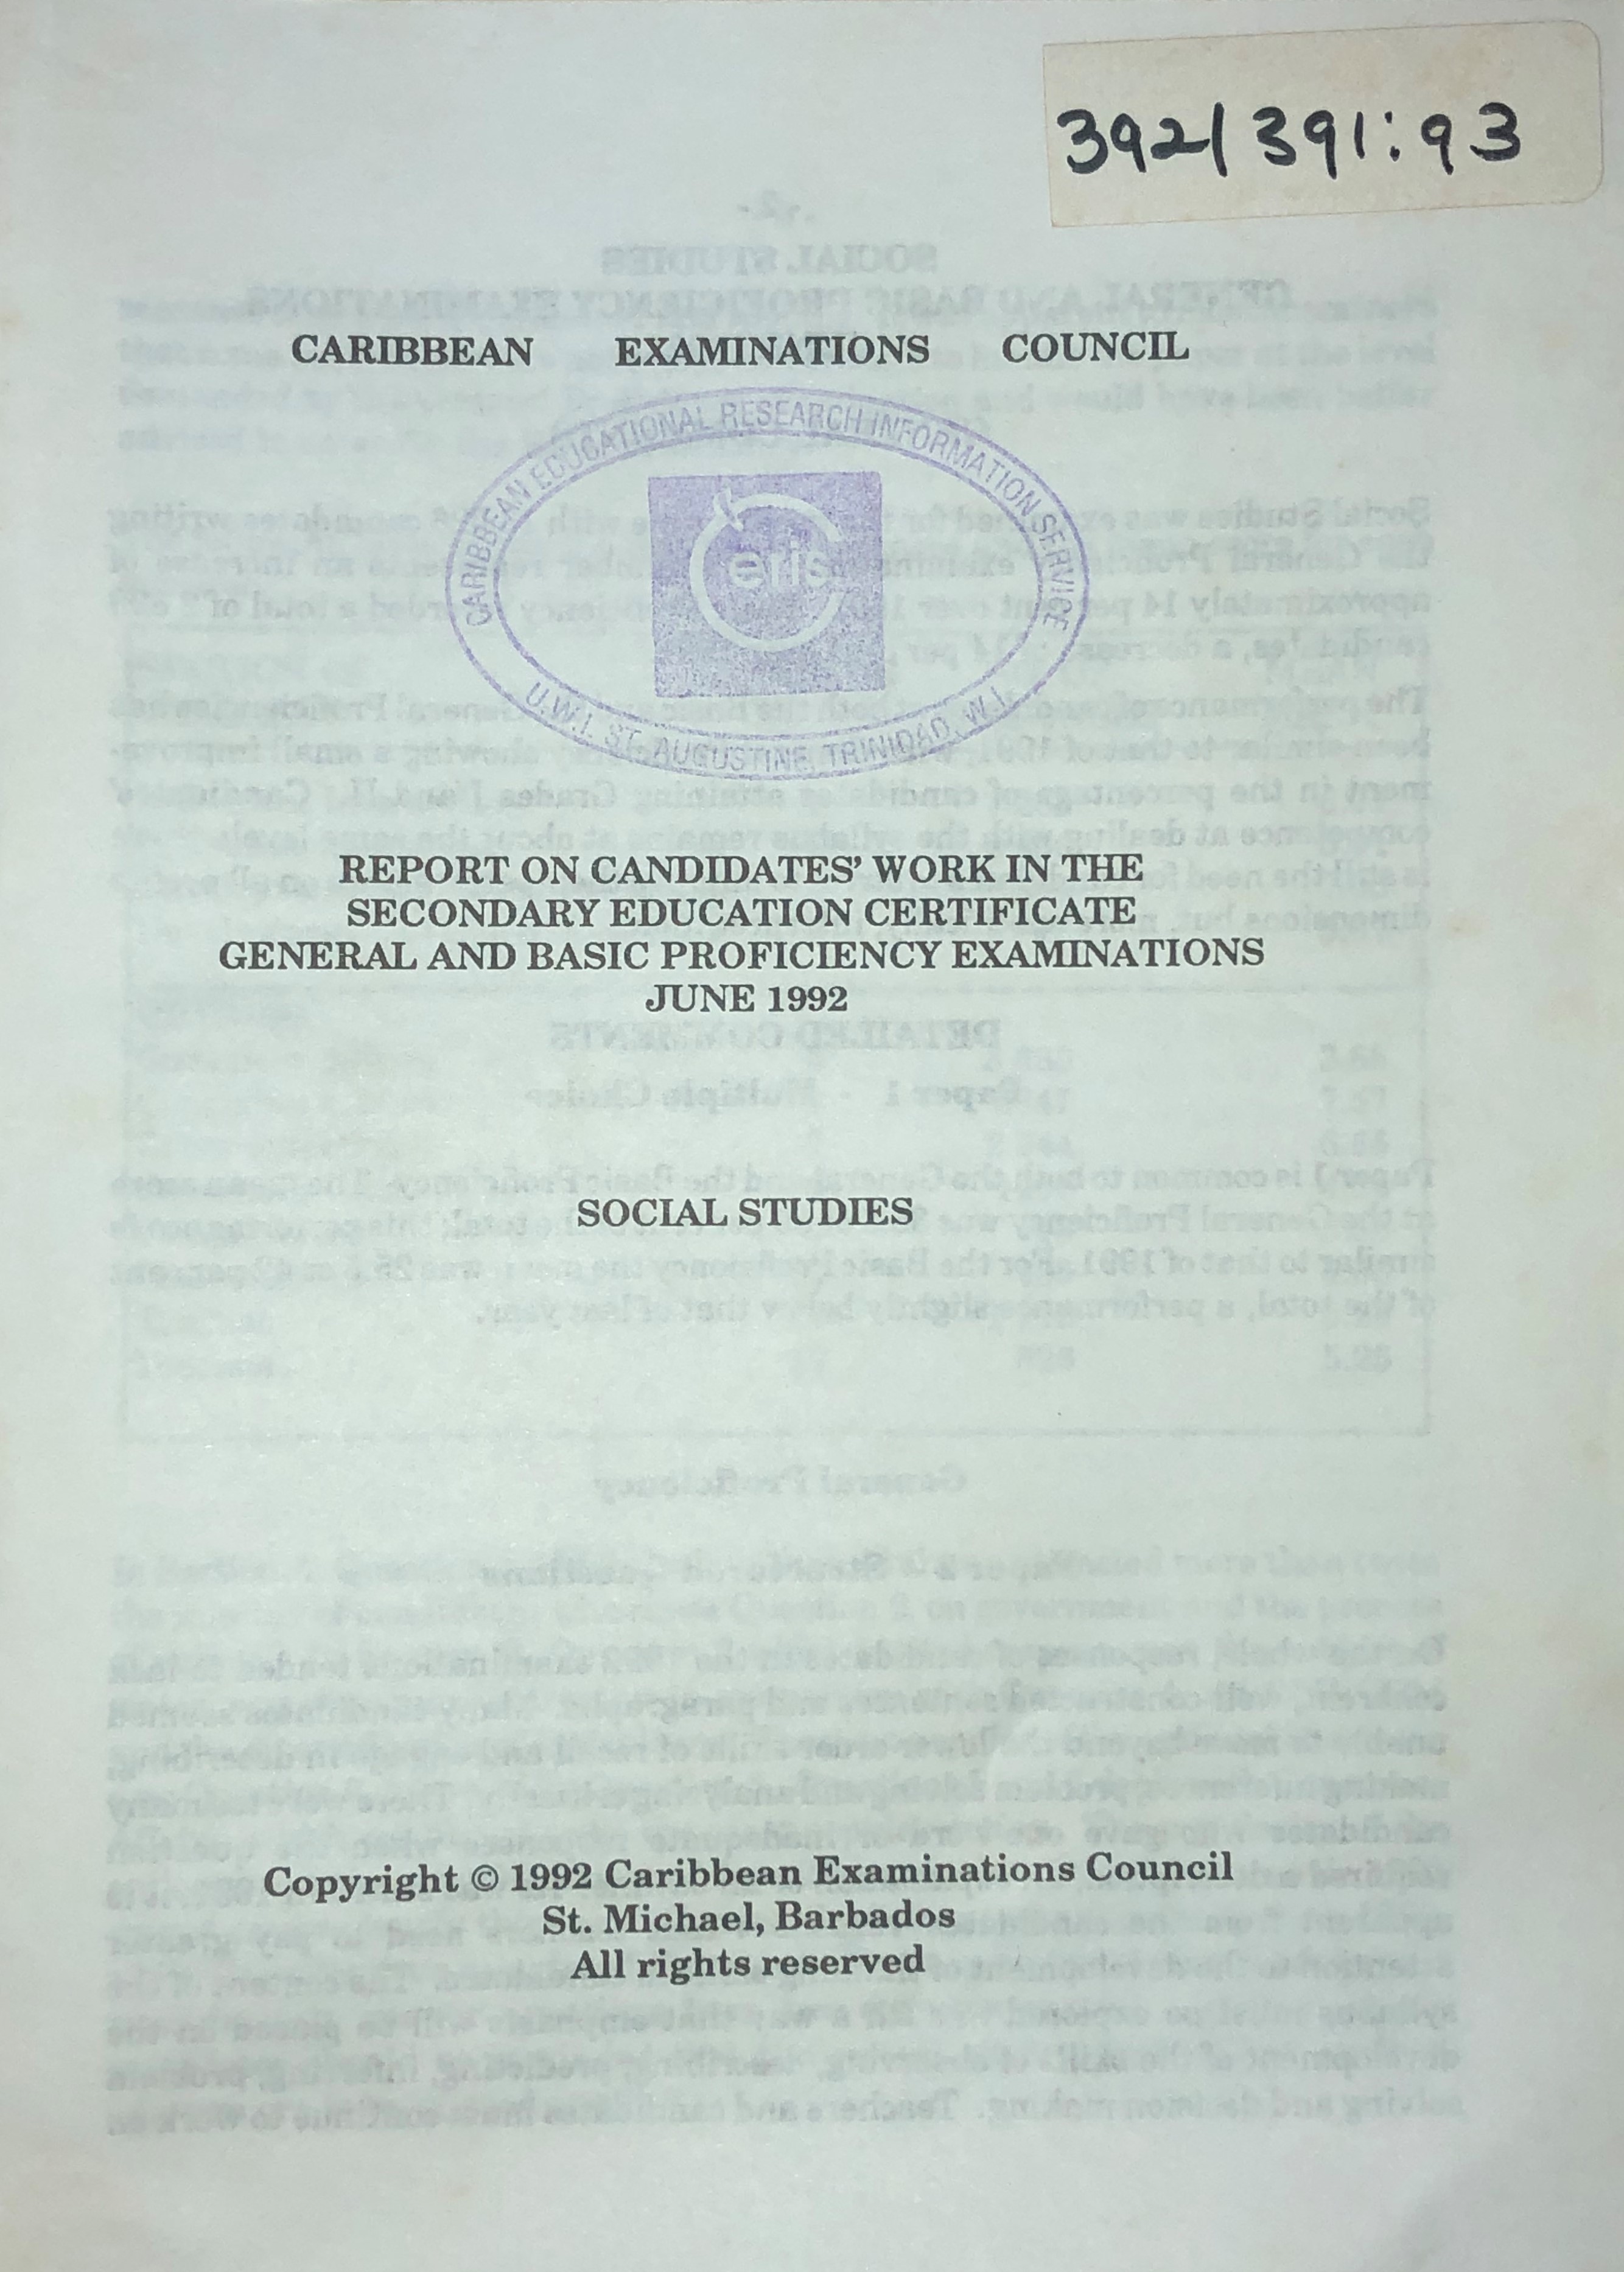 392/391:93
CARIBBEAN EXAMINATIONS COUNCIL
CARIBBEAN EDUCATIONAL RESEARCH INFORMATION SERVICE
Ceris
U.W.I. ST. AUGUSTINE, TRINIDAD, W.I.
REPORT ON CANDIDATES' WORK IN THE
SECONDARY EDUCATION CERTIFICATE
GENERAL AND BASIC PROFICIENCY EXAMINATIONS
JUNE 1992
SOCIAL STUDIES
Copyright © 1992 Caribbean Examinations Council
St. Michael, Barbados
All rights reserved